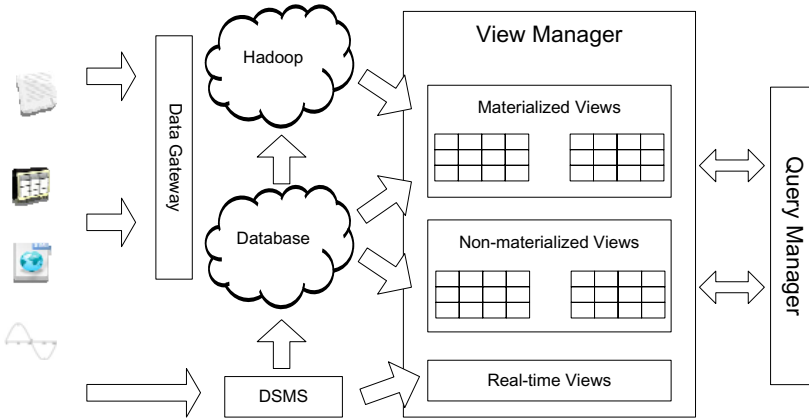 View Manager
Hadoop
Data Gateway
Materialized Views
Query Manager
Database
Non-materialized Views
DSMS
Real-time Views